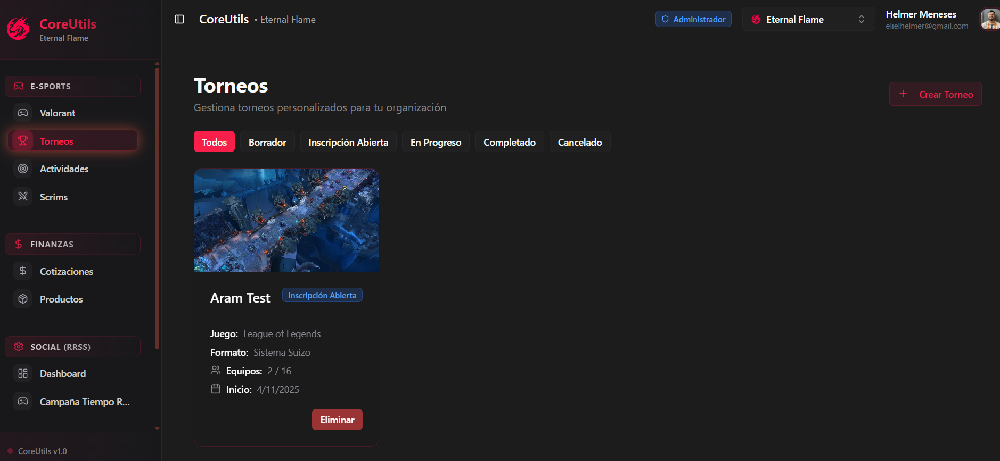 CoreUtils
Eternal Flame
E-SPORTS
Valorant
Torneos
Actividades
Scrims
FINANZAS
Cotizaciones
Productos
SOCIAL (RRSS)
Dashboard
Campaña Tiempo R...
CoreUtils v1.0
CoreUtils • Eternal Flame
Administrador
Eternal Flame
Helmer Meneses
elielhelmer@gmail.com
Torneos
Gestiona torneos personalizados para tu organización
+ Crear Torneo
Todos Borrador Inscripción Abierta En Progreso Completado Cancelado
Aram Test Inscripción Abierta
Juego: League of Legends
Formato: Sistema Suizo
Equipos: 2 / 16
Inicio: 4/11/2025
Eliminar